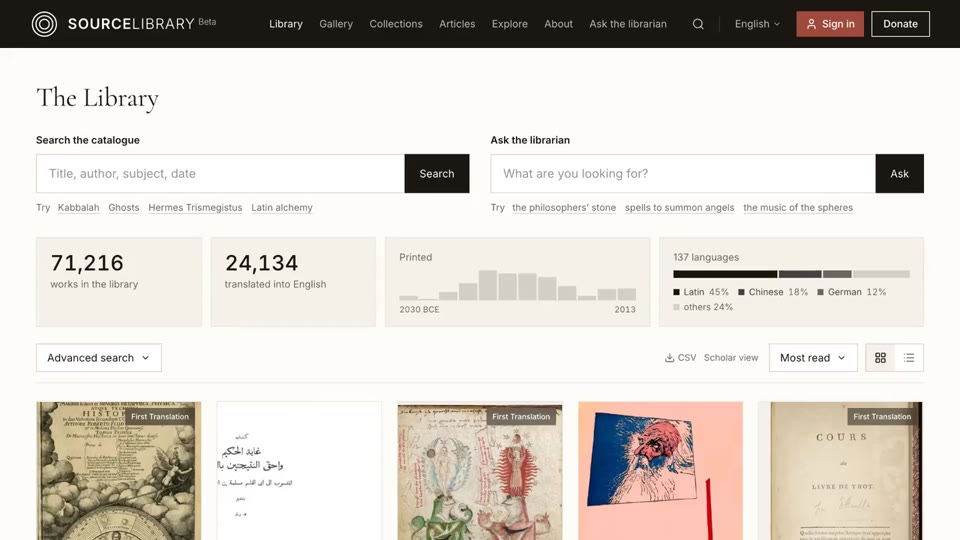 SOURCELIBRARY Beta
Library Gallery Collections Articles Explore About Ask the librarian
English
Sign in
Donate
The Library
Search the catalogue
Title, author, subject, date
Search
Try Kabbalah Ghosts Hermes Trismegistus Latin alchemy
Ask the librarian
What are you looking for?
Ask
Try the philosophers' stone spells to summon angels the music of the spheres
71,216
works in the library
24,134
translated into English
Printed
2030 BCE 2013
137 languages
Latin 45% Chinese 18% German 12%
others 24%
Advanced search
CSV Scholar view
Most read
First Translation
كتاب
غاية الحكيم
First Translation
First Translation
COURS
LIVRE DE THOT.